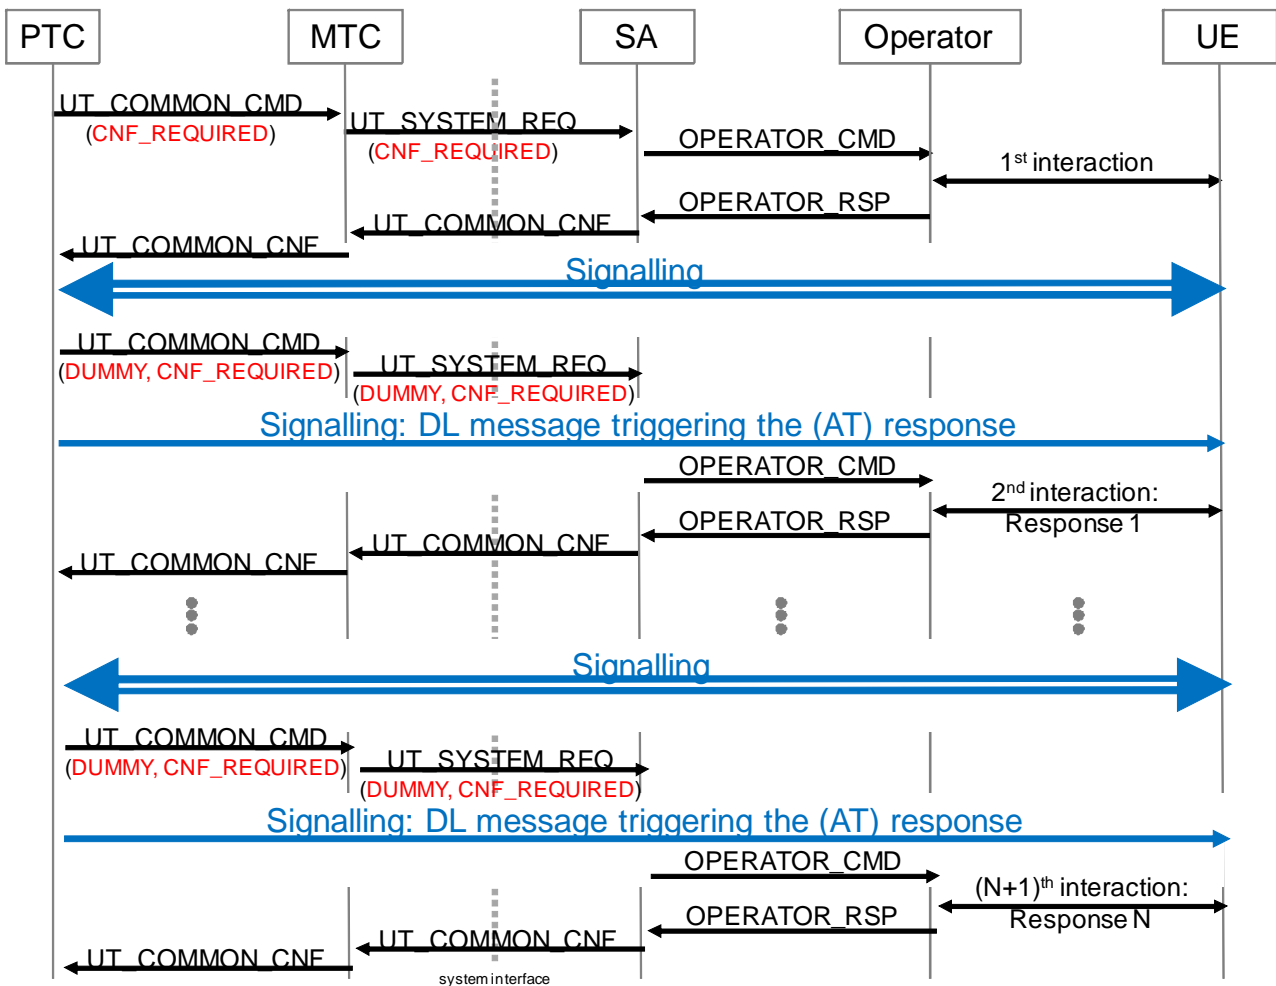 PTC MTC SA Operator UE
UT_COMMON_CMD
(CNF_REQUIRED)
UT_SYSTEM_REQ
(CNF_REQUIRED)
OPERATOR_CMD
1st interaction
OPERATOR_RSP
UT_COMMON_CNF
UT_COMMON_CNF
Signalling
UT_COMMON_CMD
(DUMMY, CNF_REQUIRED)
UT_SYSTEM_REQ
(DUMMY, CNF_REQUIRED)
Signalling: DL message triggering the (AT) response
OPERATOR_CMD
2nd interaction:
Response 1
OPERATOR_RSP
UT_COMMON_CNF
UT_COMMON_CNF
Signalling
UT_COMMON_CMD
(DUMMY, CNF_REQUIRED)
UT_SYSTEM_REQ
(DUMMY, CNF_REQUIRED)
Signalling: DL message triggering the (AT) response
OPERATOR_CMD
(N+1)th interaction:
Response N
OPERATOR_RSP
UT_COMMON_CNF
UT_COMMON_CNF
system interface